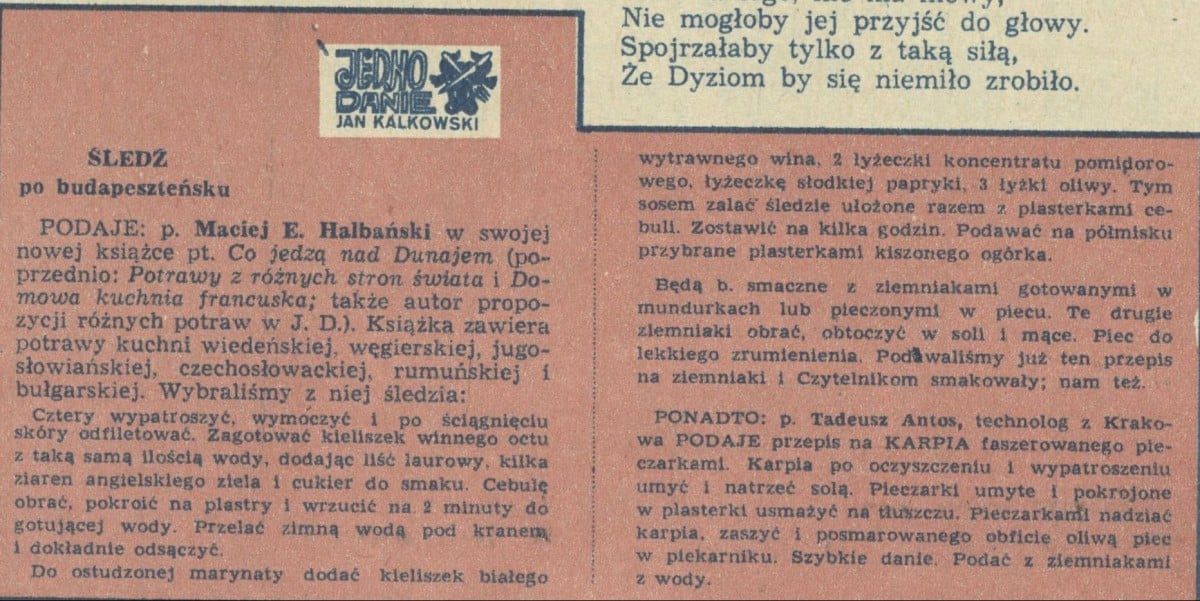 Nie mogłoby jej przyjść do głowy.
Spojrzałaby tylko z taką siłą,
Że Dyziom by się niemiło zrobiło.
JEDNO
DANIE
JAN KALKOWSKI
ŚLEDŹ
po budapeszteńsku
PODAJE: p. Maciej E. Halbański w swojej
nowej książce pt. Co jedzą nad Dunajem (po-
przednio: Potrawy z różnych stron świata i Do-
mowa kuchnia francuska; także autor propo-
zycji różnych potraw w J. D.). Książka zawiera
potrawy kuchni wiedeńskiej, węgierskiej, jugo-
słowiańskiej, czechosłowackiej, rumuńskiej i
bułgarskiej. Wybraliśmy z niej śledzia:
Cztery wypatroszyć, wymoczyć i po ściągnięciu
skóry odfiletować. Zagotować kieliszek winnego octu
z taką samą ilością wody, dodając liść laurowy, kilka
ziaren angielskiego ziela i cukier do smaku. Cebulę
obrać, pokroić na plastry i wrzucić na 2 minuty do
gotującej wody. Przelać zimną wodą pod kranem
i dokładnie odsączyć.
Do ostudzonej marynaty dodać kieliszek białego
wytrawnego wina, 2 łyżeczki koncentratu pomidoro-
wego, łyżeczkę słodkiej papryki, 3 łyżki oliwy. Tym
sosem zalać śledzie ułożone razem z plasterkami ce-
buli. Zostawić na kilka godzin. Podawać na półmisku
przybrane plasterkami kiszonego ogórka.
Będą b. smaczne z ziemniakami gotowanymi w
mundurkach lub pieczonymi w piecu. Te drugie
ziemniaki obrać, obtoczyć w soli i mące. Piec do
lekkiego zrumienienia. Podawaliśmy już ten przepis
na ziemniaki i Czytelnikom smakowały; nam też.
PONADTO: p. Tadeusz Antos, technolog z Krako-
wa PODAJE przepis na KARPIA faszerowanego pie-
czarkami. Karpia po oczyszczeniu i wypatroszeniu
umyć i natrzeć solą. Pieczarki umyte i pokrojone
w plasterki usmażyć na tłuszczu. Pieczarkami nadziać
karpia, zaszyć i posmarowanego obficie oliwą piec
w piekarniku. Szybkie danie. Podać z ziemniakami
z wody.